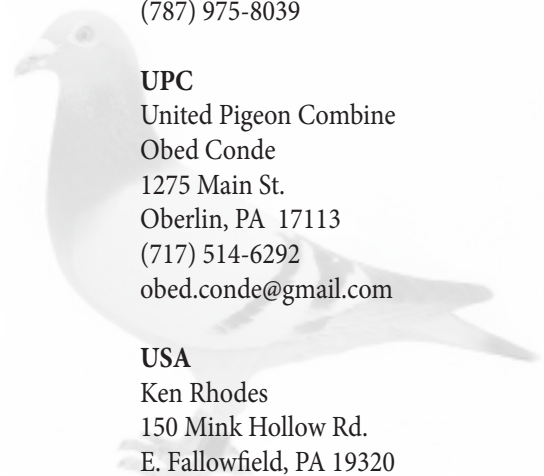 (787) 975-8039
UPC
United Pigeon Combine
Obed Conde
1275 Main St.
Oberlin, PA 17113
(717) 514-6292
obed.conde@gmail.com
USA
Ken Rhodes
150 Mink Hollow Rd.
E. Fallowfield, PA 19320